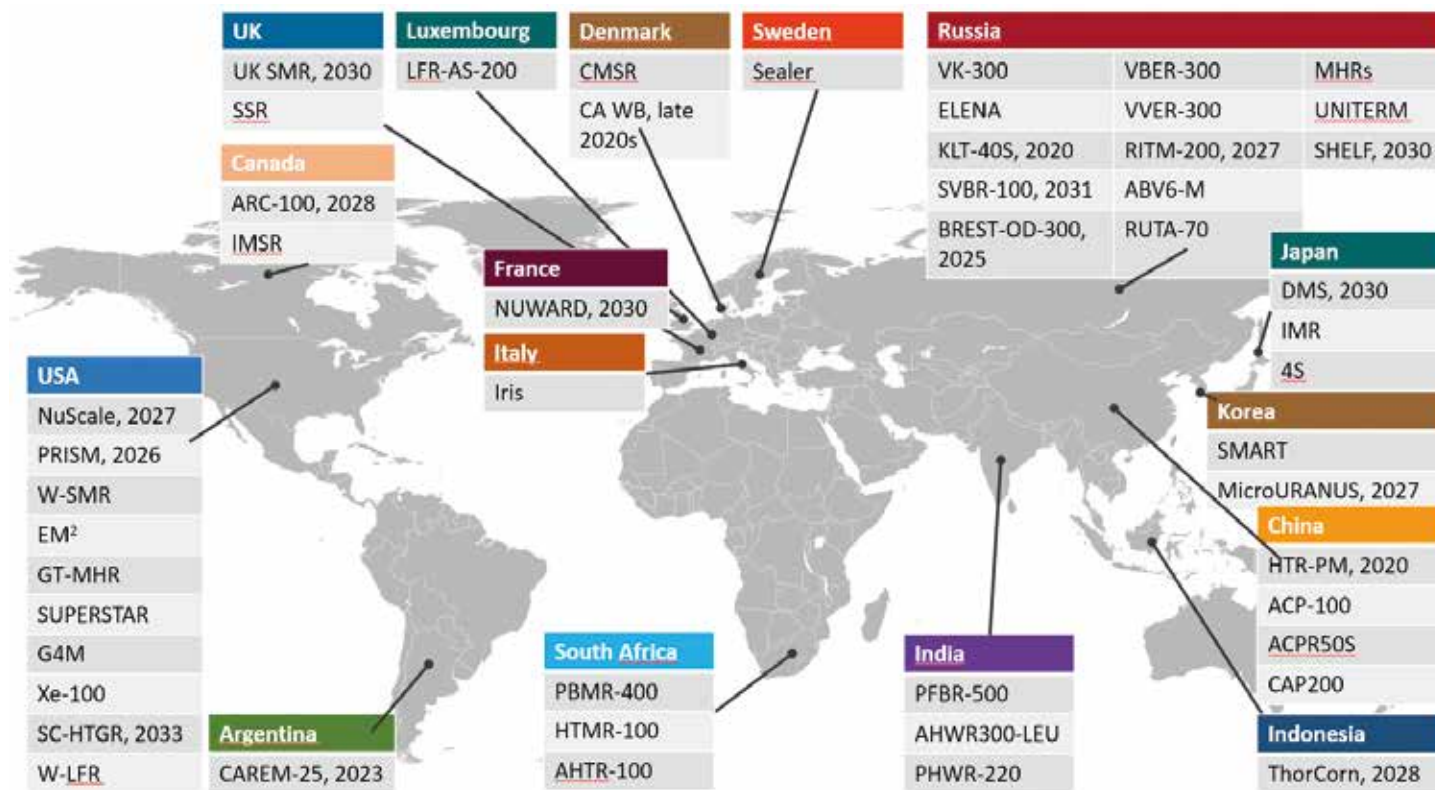 UK
UK SMR, 2030
SSR
Luxembourg
LFR-AS-200
Denmark
CMSR
CA WB, late
2020s
Sweden
Sealer
Russia
VK-300
VBER-300
MHRs
ELENA
VVER-300
UNITERM
KLT-40S, 2020
RITM-200, 2027
SHELF, 2030
SVBR-100, 2031
ABV6-M
BREST-OD-300,
2025
RUTA-70
Canada
ARC-100, 2028
IMSR
France
NUWARD, 2030
Italy
Iris
Japan
DMS, 2030
IMR
4S
Korea
SMART
MicroURANUS, 2027
USA
NuScale, 2027
PRISM, 2026
W-SMR
EM²
GT-MHR
SUPERSTAR
G4M
Xe-100
SC-HTGR, 2033
W-LFR
Argentina
CAREM-25, 2023
South Africa
PBMR-400
HTMR-100
AHTR-100
India
PFBR-500
AHWR300-LEU
PHWR-220
China
HTR-PM, 2020
ACP-100
ACPR50S
CAP200
Indonesia
ThorCorn, 2028